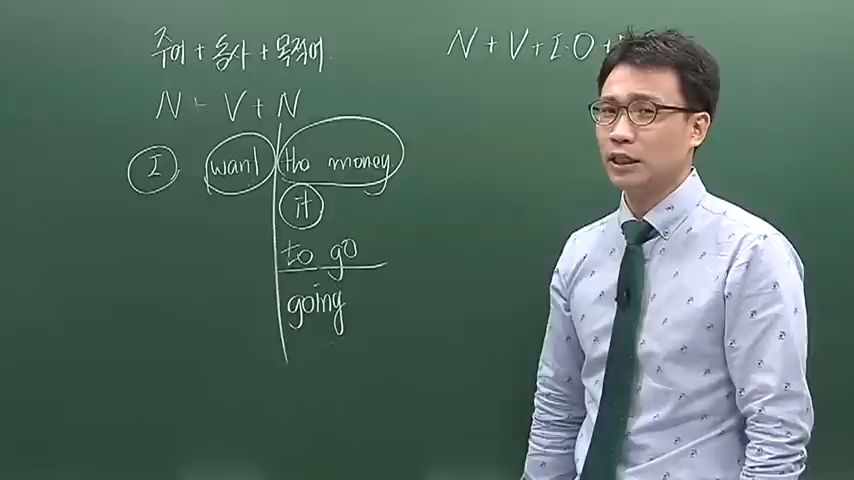 주어 + 동사 + 목적어
N - V + N
I want the money.
it
to go
going
N + V + I·O +